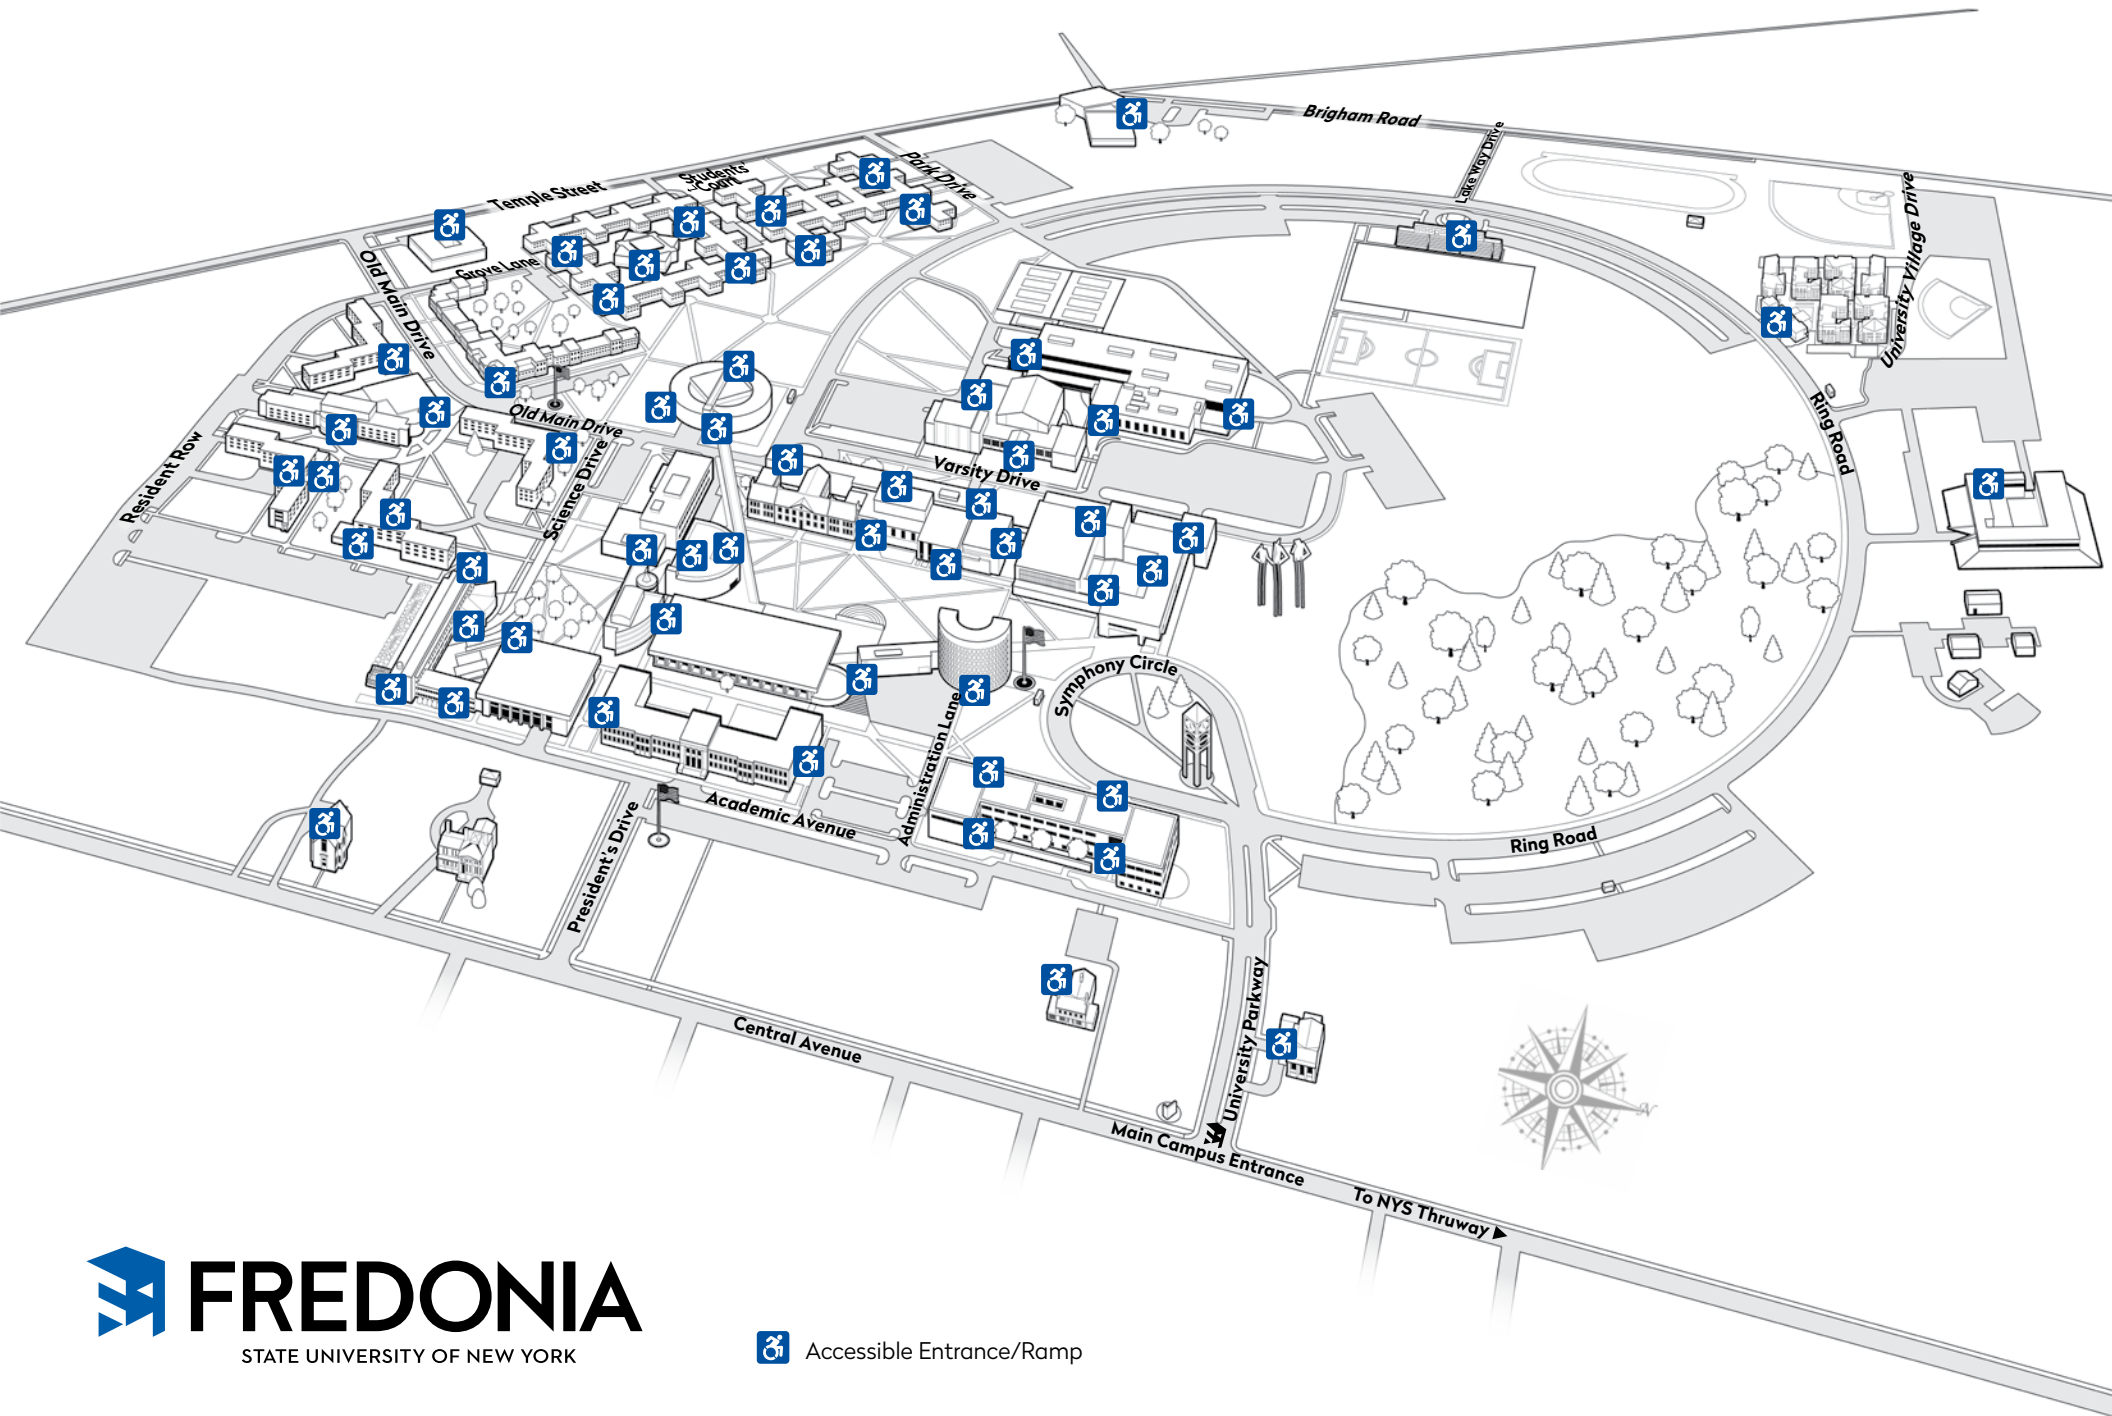 Brigham Road
Lake Way Drive
Park Drive
Students'
Court
Temple Street
University Village Drive
Grove Lane
Old Main Drive
Ring Road
Old Main Drive
Resident Row
Science Drive
Varsity Drive
Symphony Circle
Administration Lane
Academic Avenue
President's Drive
Ring Road
University Parkway
Central Avenue
N
Main Campus Entrance
To NYS Thruway
FREDONIA
STATE UNIVERSITY OF NEW YORK
Accessible Entrance/Ramp